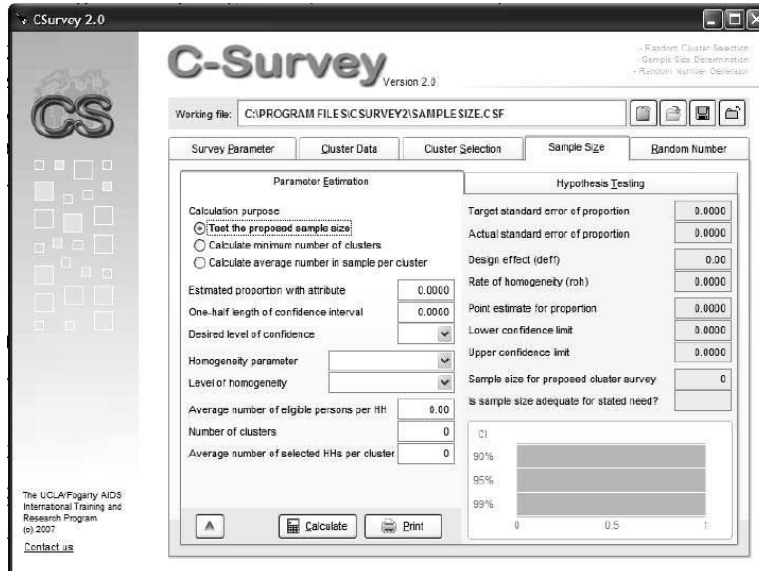 CSurvey 2.0
C-Survey
Version 2.0
- Random Cluster Selection
- Sample Size Determination
- Random Number Generator
CS
Working file: C:\PROGRAM FILES\CSURVEY2\SAMPLE SIZE.CSF
Survey Parameter
Cluster Data
Cluster Selection
Sample Size
Random Number
Parameter Estimation
Hypothesis Testing
Calculation purpose
Test the proposed sample size
Calculate minimum number of clusters
Calculate average number in sample per cluster
Estimated proportion with attribute 0.0000
One-half length of confidence interval 0.0000
Desired level of confidence
Homogeneity parameter
Level of homogeneity
Average number of eligible persons per HH 0.00
Number of clusters 0
Average number of selected HHs per cluster 0
Calculate
Print
Target standard error of proportion 0.0000
Actual standard error of proportion 0.0000
Design effect (deff) 0.00
Rate of homogeneity (roh) 0.0000
Point estimate for proportion 0.0000
Lower confidence limit 0.0000
Upper confidence limit 0.0000
Sample size for proposed cluster survey 0
Is sample size adequate for stated need?
CI
90%
95%
99%
0 0.5 1
The UCLA/Fogarty AIDS
International Training and
Research Program
(c) 2007
Contact us